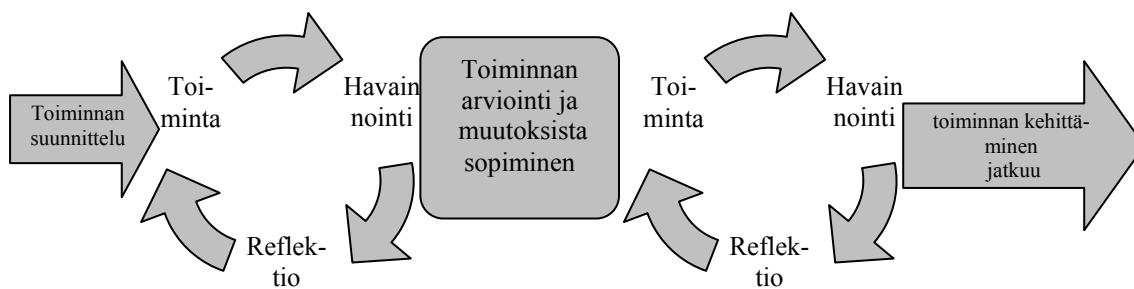 Toiminnan
suunnittelu
Toi-
minta
Havain
nointi
Reflek-
tio
Toiminnan
arviointi ja
muutoksista
sopiminen
Toi-
minta
Havain
nointi
Reflek-
tio
toiminnan kehittä-
minen
jatkuu